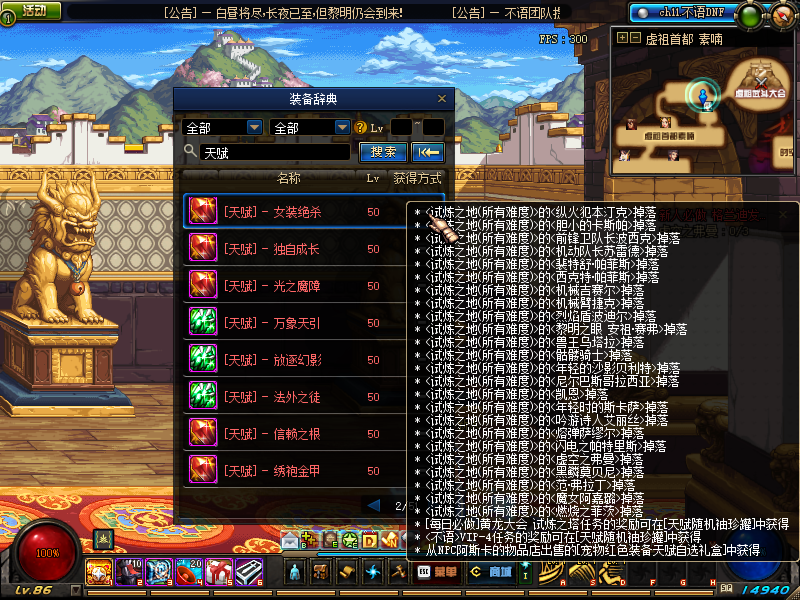 活动
1
[公告] — 白昼将尽,长夜已至,但黎明仍会到来!
[公告] — 不语团队
ch11.不语DNF
FPS : 300
虚祖首都 素喃
虚祖武斗大会
虚祖首都素喃
装备辞典
全部
全部
Lv
~
天赋
搜索
名称
Lv
获得方式
[天赋] - 女装绝杀
50
[天赋] - 独自成长
50
[天赋] - 光之魔障
50
[天赋] - 万象天引
50
[天赋] - 放逐幻影
50
[天赋] - 法外之徒
50
[天赋] - 信赖之根
50
[天赋] - 绣袍金甲
50
2/
* <试炼之地(所有难度)的<纵火犯本汀克>掉落
* <试炼之地(所有难度)的<胆小的卡斯帕>掉落
* <试炼之地(所有难度)的<前锋卫队长波西克>掉落
* <试炼之地(所有难度)的<机动队长苏雷德>掉落
* <试炼之地(所有难度)的<裴特舒·帕菲斯>掉落
* <试炼之地(所有难度)的<西克特·帕菲斯>掉落
* <试炼之地(所有难度)的<机械吉赛尔>掉落
* <试炼之地(所有难度)的<机械臂捷克>掉落
* <试炼之地(所有难度)的<烈焰盾波迪尔>掉落
* <试炼之地(所有难度)的<黎明之眼 安祖·赛弗>掉落
* <试炼之地(所有难度)的<兽王乌塔拉>掉落
* <试炼之地(所有难度)的<骷髅骑士>掉落
* <试炼之地(所有难度)的<年轻的沙影贝利特>掉落
* <试炼之地(所有难度)的<尼尔巴斯哥拉西亚>掉落
* <试炼之地(所有难度)的<凯恩>掉落
* <试炼之地(所有难度)的<年轻时的斯卡萨>掉落
* <试炼之地(所有难度)的<吟游诗人艾丽丝>掉落
* <试炼之地(所有难度)的<熔弹萨缪尔>掉落
* <试炼之地(所有难度)的<闪电之帕特里斯>掉落
* <试炼之地(所有难度)的<虚空之弗曼>掉落
* <试炼之地(所有难度)的<黑麟莫贝尼>掉落
* <试炼之地(所有难度)的<范·弗拉丁>掉落
* <试炼之地(所有难度)的<魔女阿嘉璐>掉落
* <试炼之地(所有难度)的<燃烧之菲茨>掉落
* [每日必做]黄龙大会 试炼之塔任务的奖励可在[天赋随机袖珍罐]中获得
* <不语>VIP-4任务的奖励可在[天赋随机袖珍罐]中获得
* 从NPC阿斯卡的物品店出售的[宠物红色装备天赋自选礼盒]中获得
100%
Lv.86
10
20
ESC 菜单
商城
A
S
D
F
G
H
SP
14940